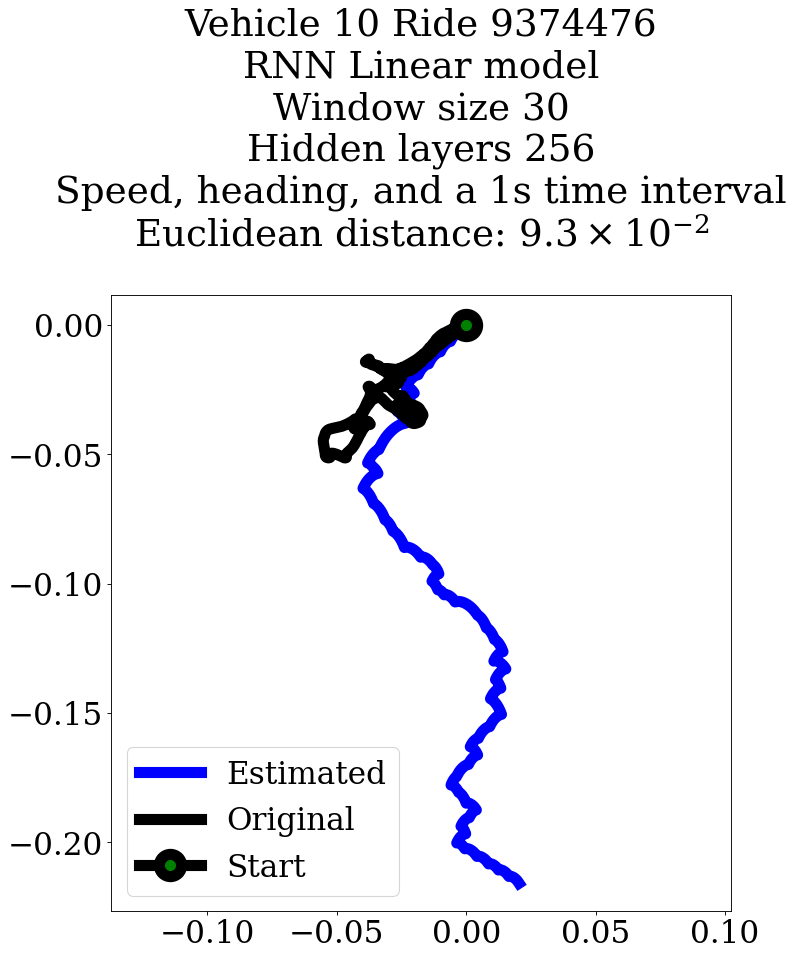 Vehicle 10 Ride 9374476
RNN Linear model
Window size 30
Hidden layers 256
Speed, heading, and a 1s time interval
Euclidean distance: 9.3 × 10⁻²
0.00
−0.05
−0.10
−0.15
−0.20
Estimated
Original
Start
−0.10 −0.05 0.00 0.05 0.10